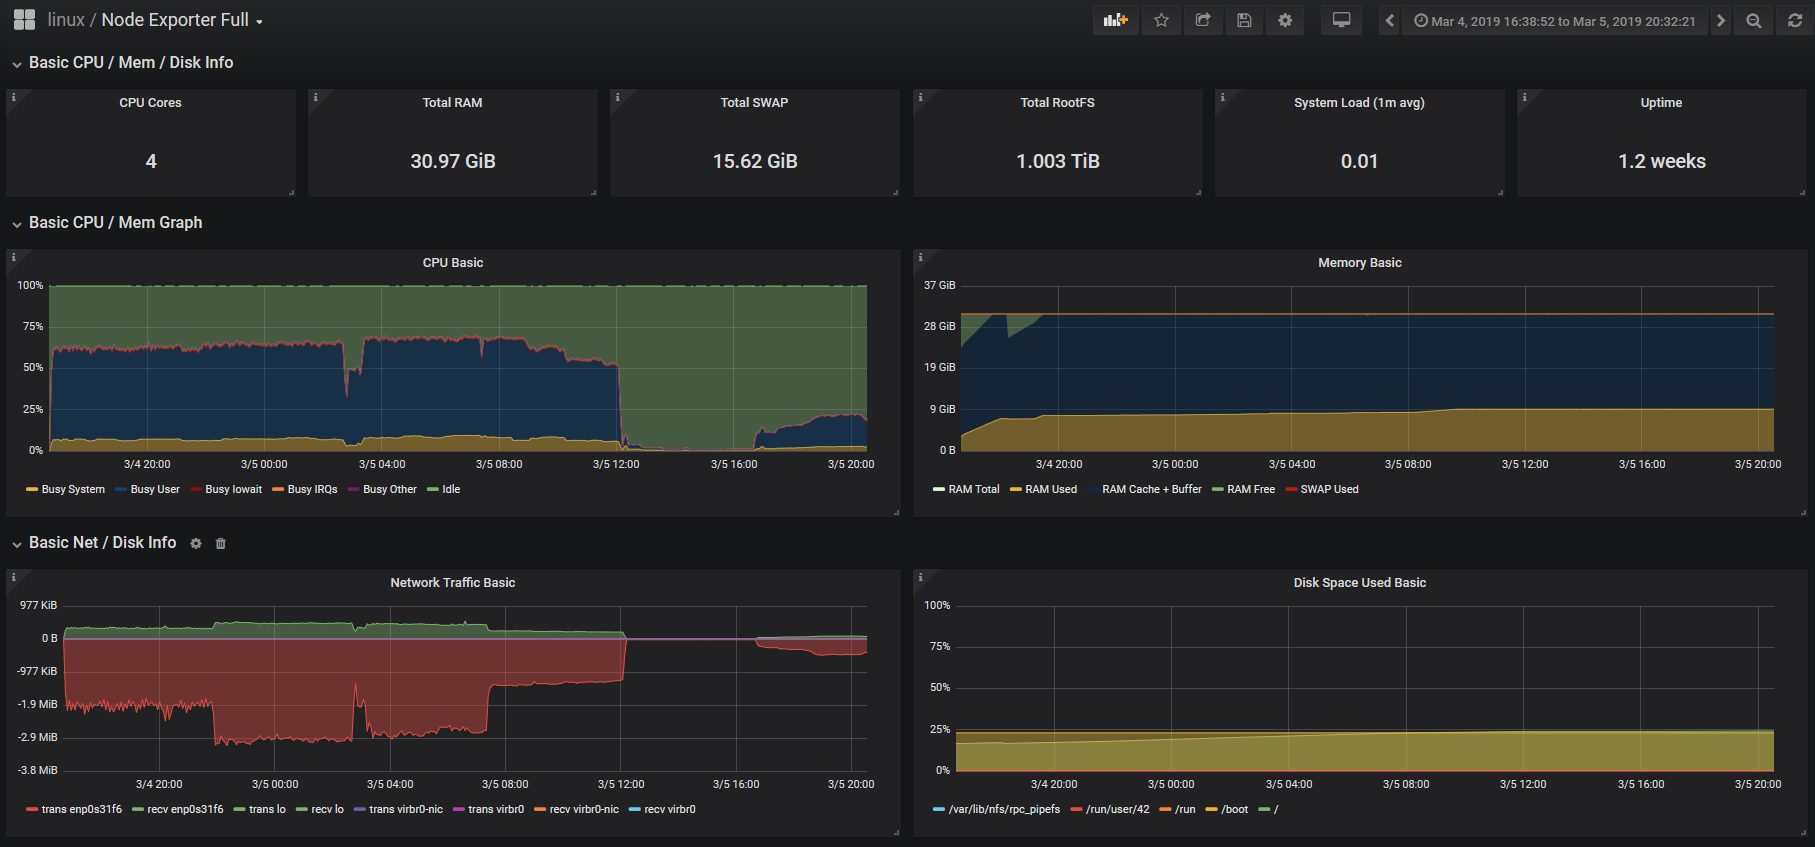 linux / Node Exporter Full
Mar 4, 2019 16:38:52 to Mar 5, 2019 20:32:21
Basic CPU / Mem / Disk Info
CPU Cores
4
Total RAM
30.97 GiB
Total SWAP
15.62 GiB
Total RootFS
1.003 TiB
System Load (1m avg)
0.01
Uptime
1.2 weeks
Basic CPU / Mem Graph
CPU Basic
100%
75%
50%
25%
0%
3/4 20:00 3/5 00:00 3/5 04:00 3/5 08:00 3/5 12:00 3/5 16:00 3/5 20:00
Busy System Busy User Busy Iowait Busy IRQs Busy Other Idle
Memory Basic
37 GiB
28 GiB
19 GiB
9 GiB
0 B
3/4 20:00 3/5 00:00 3/5 04:00 3/5 08:00 3/5 12:00 3/5 16:00 3/5 20:00
RAM Total RAM Used RAM Cache + Buffer RAM Free SWAP Used
Basic Net / Disk Info
Network Traffic Basic
977 KiB
0 B
-977 KiB
-1.9 MiB
-2.9 MiB
-3.8 MiB
3/4 20:00 3/5 00:00 3/5 04:00 3/5 08:00 3/5 12:00 3/5 16:00 3/5 20:00
trans enp0s31f6 recv enp0s31f6 trans lo recv lo trans virbr0-nic trans virbr0 recv virbr0-nic recv virbr0
Disk Space Used Basic
100%
75%
50%
25%
0%
3/4 20:00 3/5 00:00 3/5 04:00 3/5 08:00 3/5 12:00 3/5 16:00 3/5 20:00
/var/lib/nfs/rpc_pipefs /run/user/42 /run /boot /